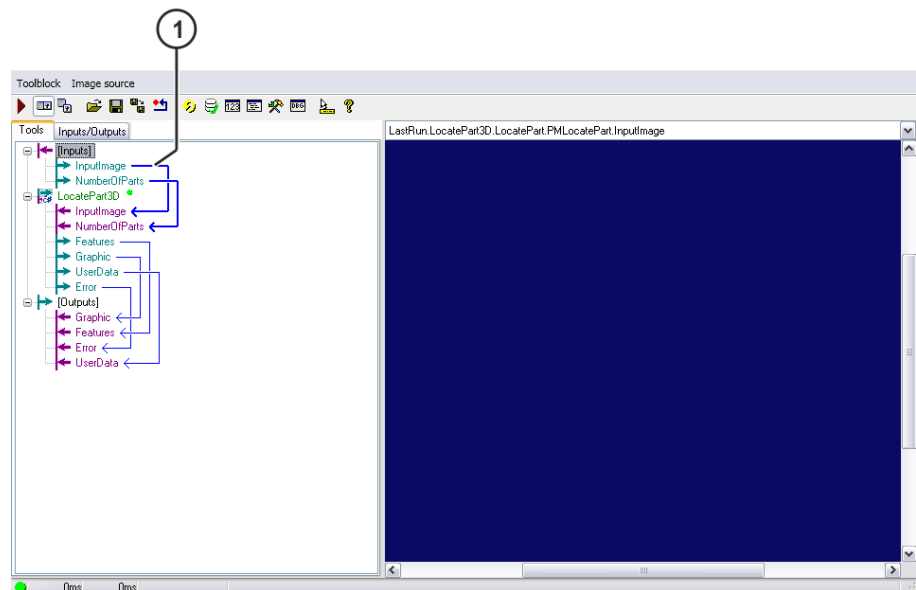 1
Toolblock Image source
Tools Inputs/Outputs
LastRun.LocatePart3D.LocatePart.PMLocatePart.InputImage
[Inputs]
InputImage
NumberOfParts
LocatePart3D
InputImage
NumberOfParts
Features
Graphic
UserData
Error
[Outputs]
Graphic
Features
Error
UserData
0ms 0ms